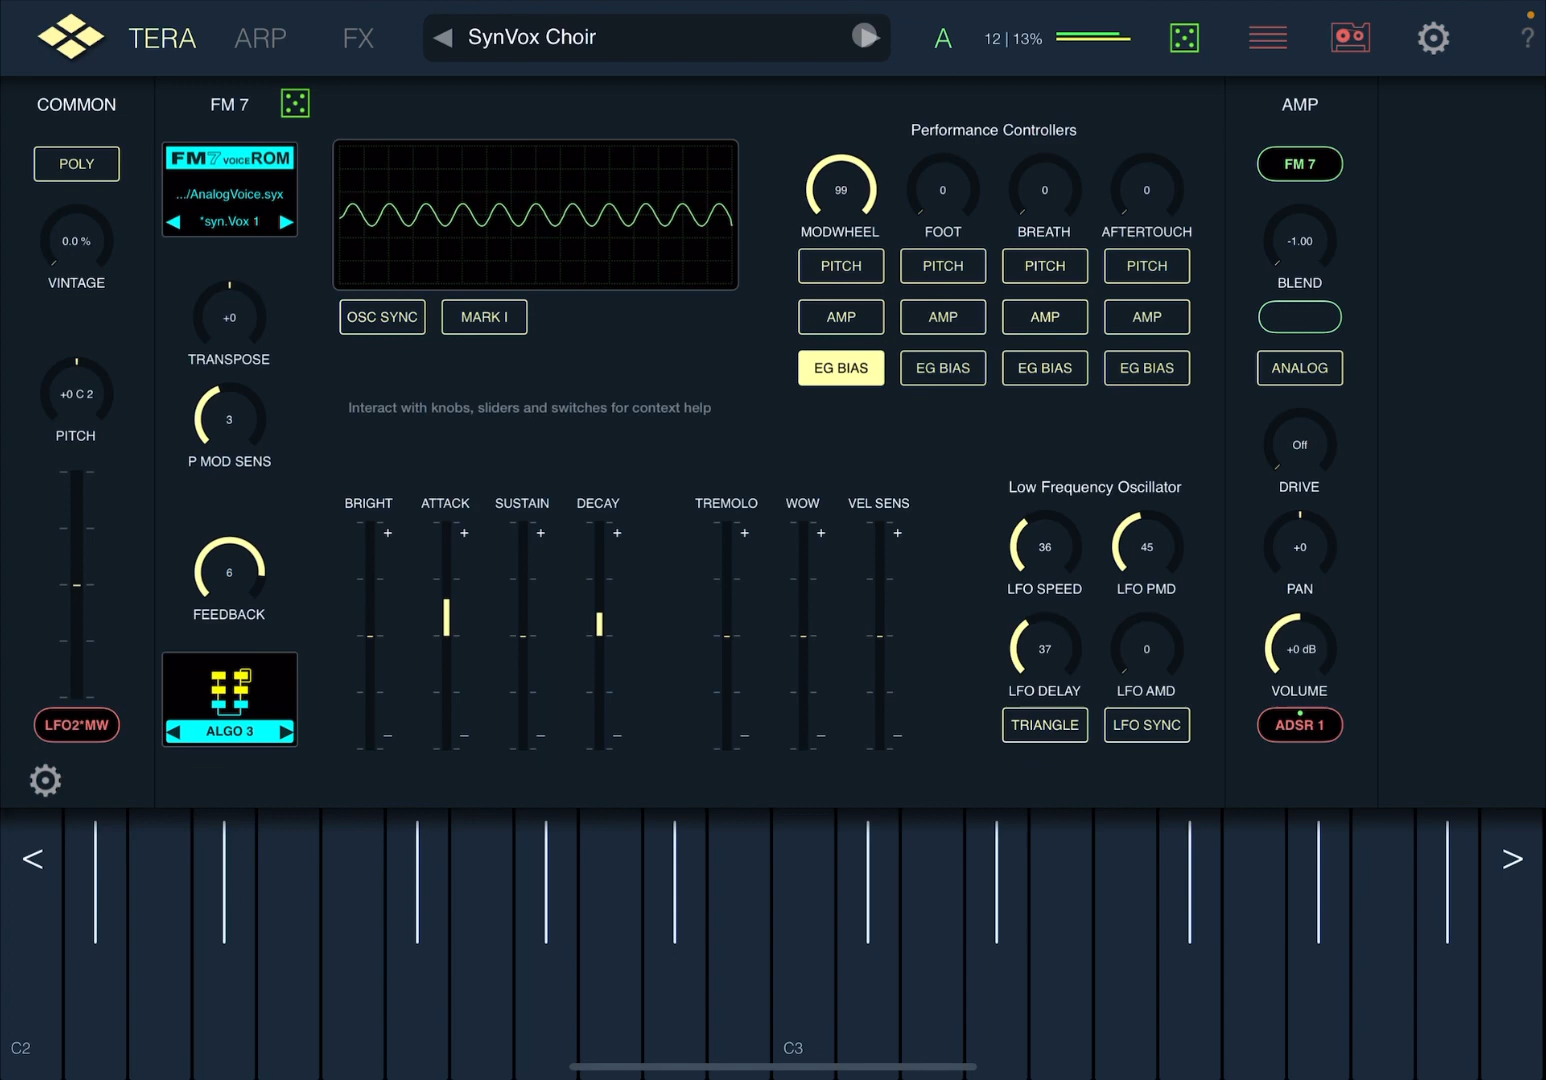 TERA
ARP
FX
SynVox Choir
A
12 | 13%
?
COMMON
POLY
0.0 %
VINTAGE
+0 C 2
PITCH
LFO2*MW
FM 7
FM7 VOICE ROM
.../AnalogVoice.syx
*syn.Vox 1
+0
TRANSPOSE
3
P MOD SENS
6
FEEDBACK
ALGO 3
OSC SYNC
MARK I
Interact with knobs, sliders and switches for context help
BRIGHT ATTACK SUSTAIN DECAY TREMOLO WOW VEL SENS
+ + + + + + +
− − − − − − −
Performance Controllers
99 0 0 0
MODWHEEL FOOT BREATH AFTERTOUCH
PITCH PITCH PITCH PITCH
AMP AMP AMP AMP
EG BIAS EG BIAS EG BIAS EG BIAS
Low Frequency Oscillator
36 45
LFO SPEED LFO PMD
37 0
LFO DELAY LFO AMD
TRIANGLE LFO SYNC
AMP
FM 7
-1.00
BLEND
ANALOG
Off
DRIVE
+0
PAN
+0 dB
VOLUME
ADSR 1
< >
C2 C3